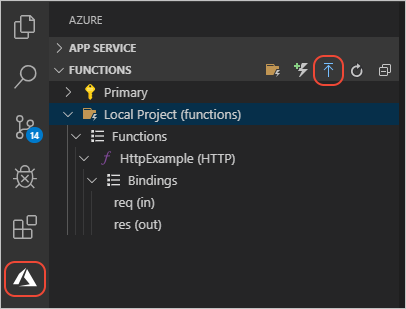 AZURE
APP SERVICE
FUNCTIONS
Primary
Local Project (functions)
14
Functions
HttpExample (HTTP)
Bindings
req (in)
res (out)